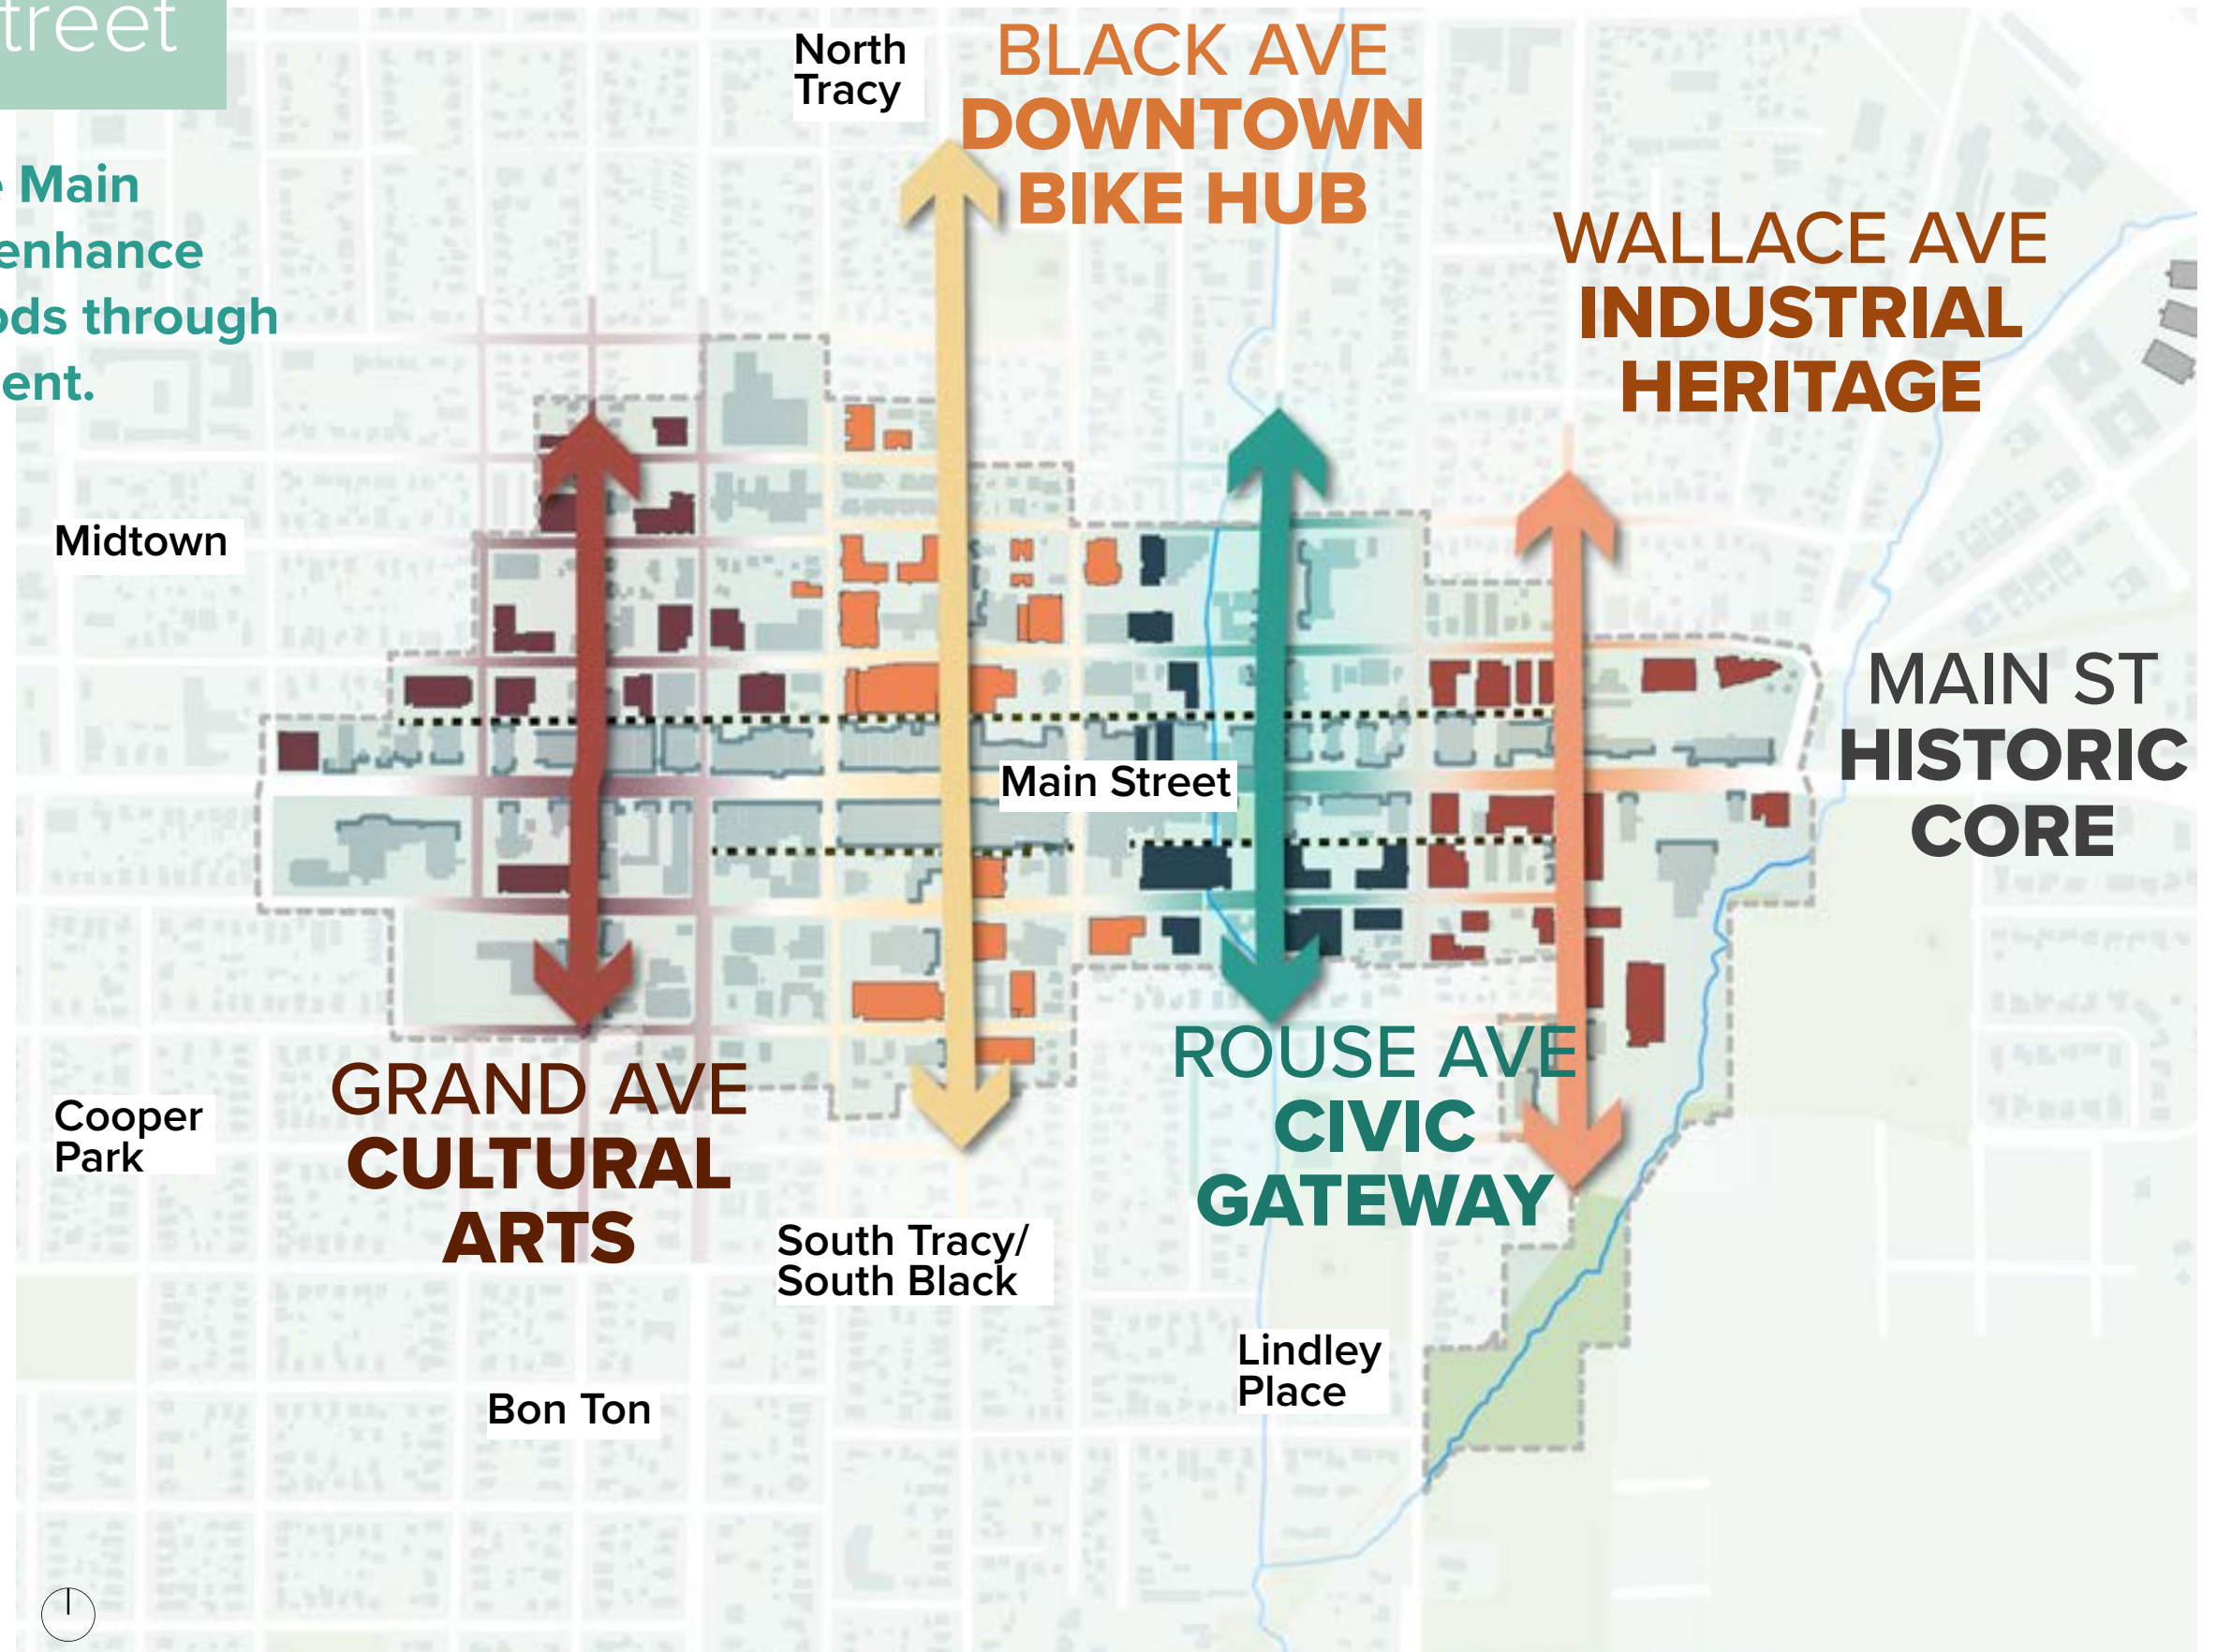 treet
Main
enhance
ods through
ent.
North
Tracy
BLACK AVE
DOWNTOWN
BIKE HUB
WALLACE AVE
INDUSTRIAL
HERITAGE
Midtown
MAIN ST
HISTORIC
CORE
Main Street
GRAND AVE
CULTURAL
ARTS
Cooper
Park
ROUSE AVE
CIVIC
GATEWAY
South Tracy/
South Black
Lindley
Place
Bon Ton